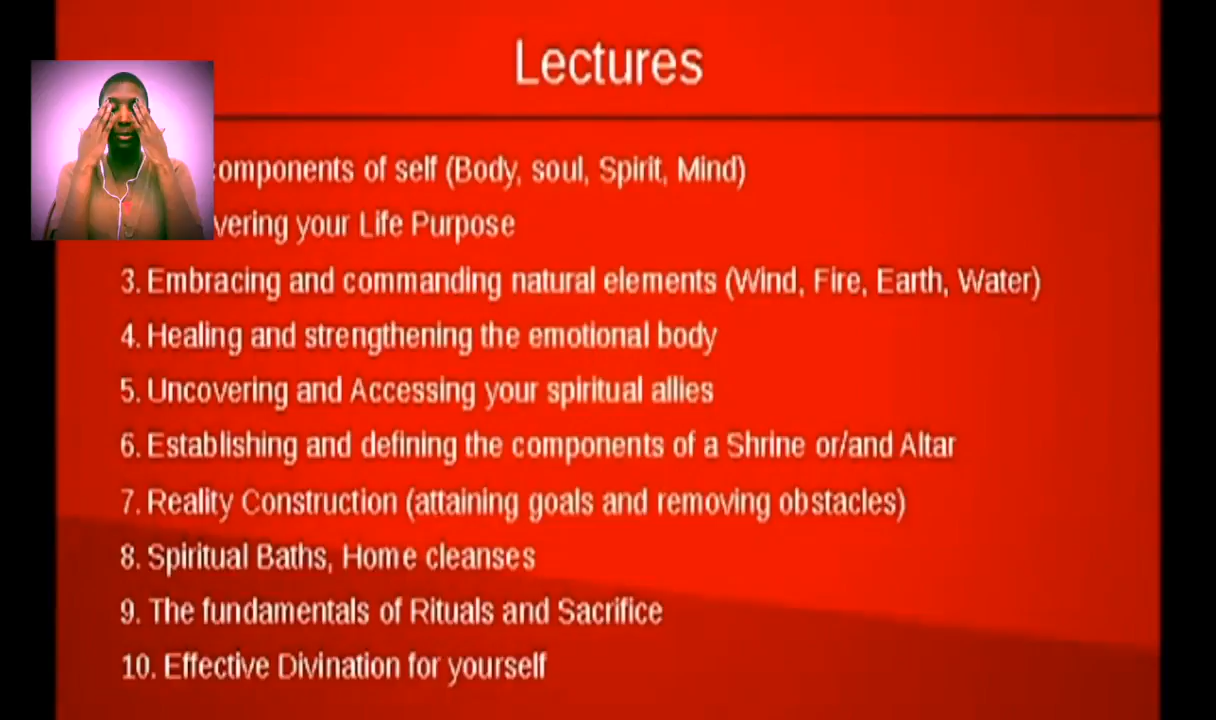 Lectures
components of self (Body, soul, Spirit, Mind)
vering your Life Purpose
3. Embracing and commanding natural elements (Wind, Fire, Earth, Water)
4. Healing and strengthening the emotional body
5. Uncovering and Accessing your spiritual allies
6. Establishing and defining the components of a Shrine or/and Altar
7. Reality Construction (attaining goals and removing obstacles)
8. Spiritual Baths, Home cleanses
9. The fundamentals of Rituals and Sacrifice
10. Effective Divination for yourself